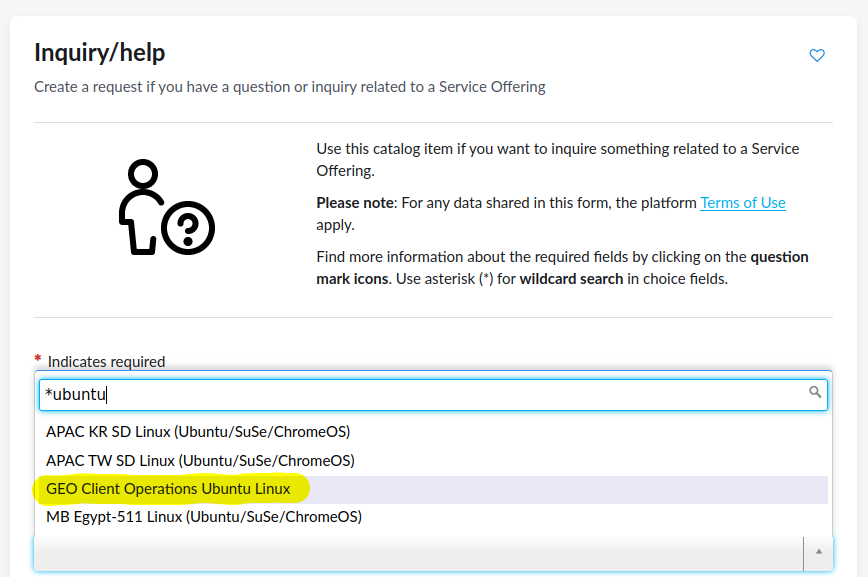 Inquiry/help
Create a request if you have a question or inquiry related to a Service Offering
Use this catalog item if you want to inquire something related to a Service
Offering.
Please note: For any data shared in this form, the platform Terms of Use
apply.
Find more information about the required fields by clicking on the question
mark icons. Use asterisk (*) for wildcard search in choice fields.
* Indicates required
*ubuntu
APAC KR SD Linux (Ubuntu/SuSe/ChromeOS)
APAC TW SD Linux (Ubuntu/SuSe/ChromeOS)
GEO Client Operations Ubuntu Linux
MB Egypt-511 Linux (Ubuntu/SuSe/ChromeOS)